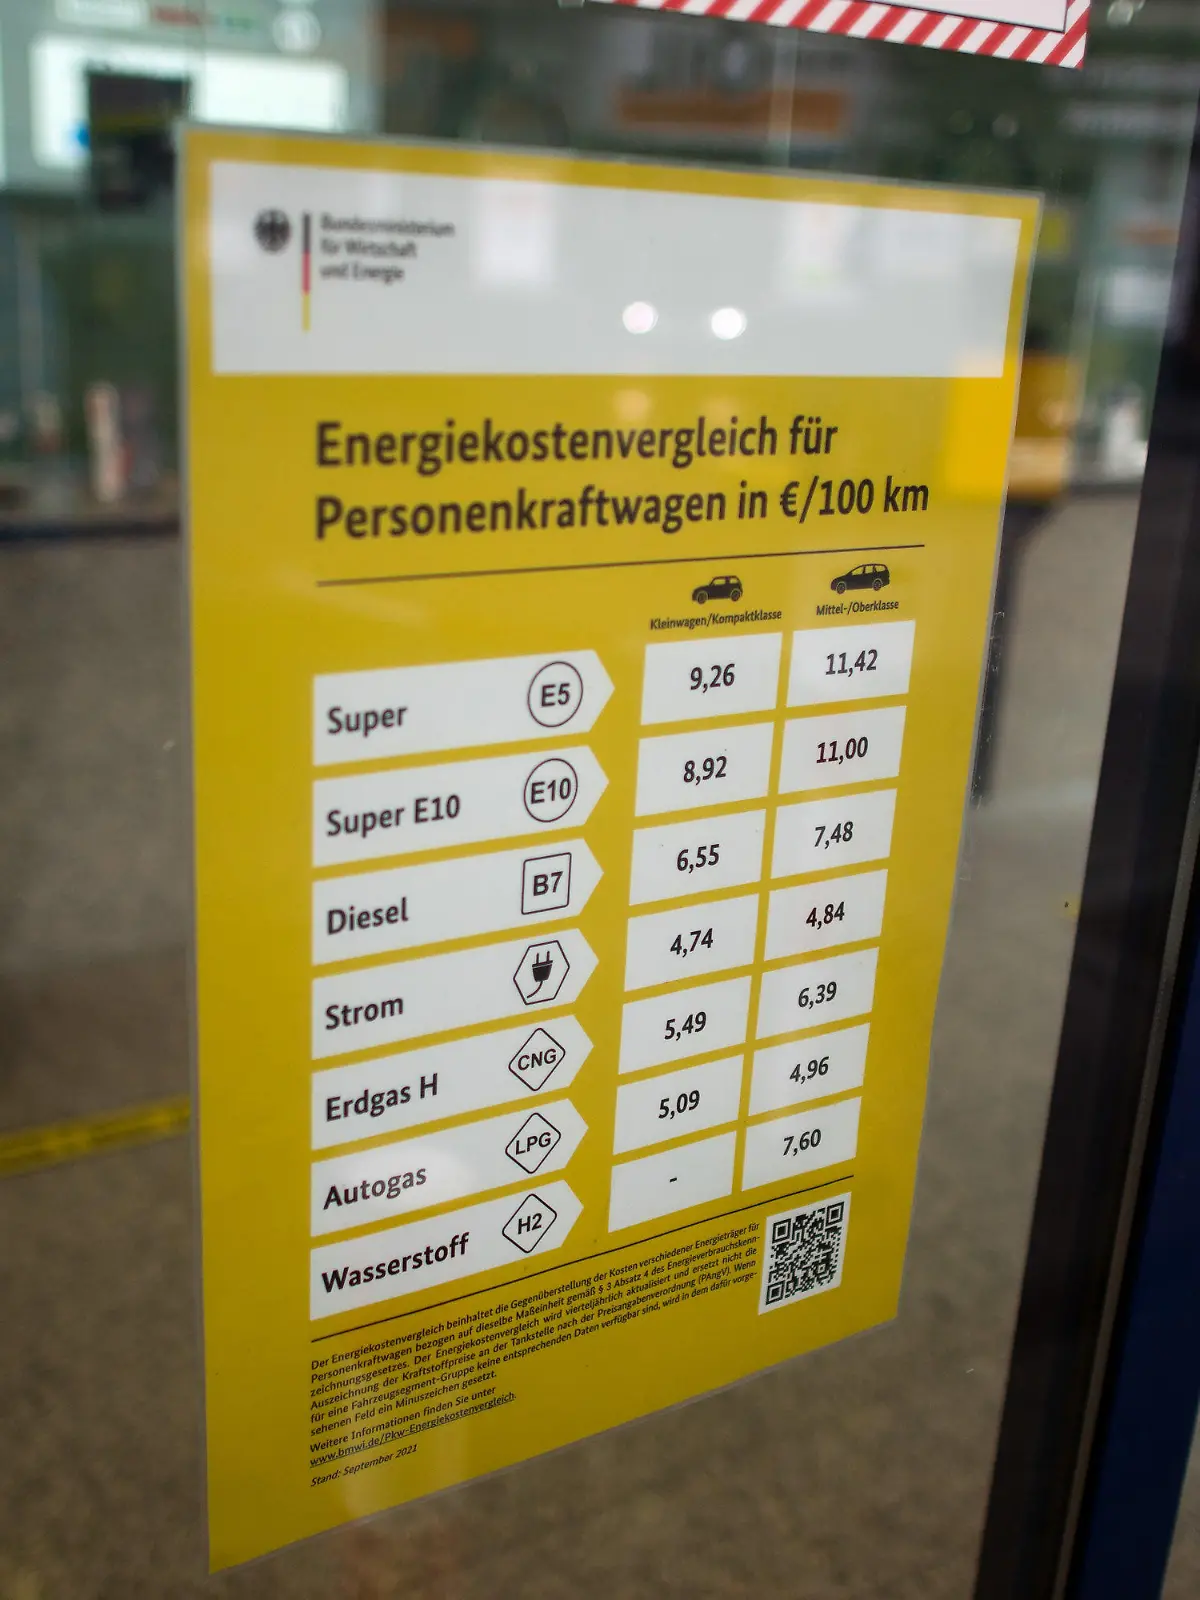 Bundesministerium
für Wirtschaft
und Energie
Energiekostenvergleich für
Personenkraftwagen in €/100 km
Kleinwagen/Kompaktklasse Mittel-/Oberklasse
Super E5 9,26 11,42
Super E10 E10 8,92 11,00
Diesel B7 6,55 7,48
Strom 4,74 4,84
Erdgas H CNG 5,49 6,39
Autogas LPG 5,09 4,96
Wasserstoff H2 - 7,60
Der Energiekostenvergleich beinhaltet die Gegenüberstellung der Kosten verschiedener Energieträger für
Personenkraftwagen bezogen auf dieselbe Maßeinheit gemäß § 3 Absatz 4 des Energieverbrauchskenn-
zeichnungsgesetzes. Der Energiekostenvergleich wird vierteljährlich aktualisiert und ersetzt nicht die
Auszeichnung der Kraftstoffpreise an der Tankstelle nach der Preisangabenverordnung (PAngV). Wenn
für eine Fahrzeugsegment-Gruppe keine entsprechenden Daten verfügbar sind, wird in dem dafür vorge-
sehenen Feld ein Minuszeichen gesetzt.
Weitere Informationen finden Sie unter
www.bmwi.de/Pkw-Energiekostenvergleich.
Stand: September 2021